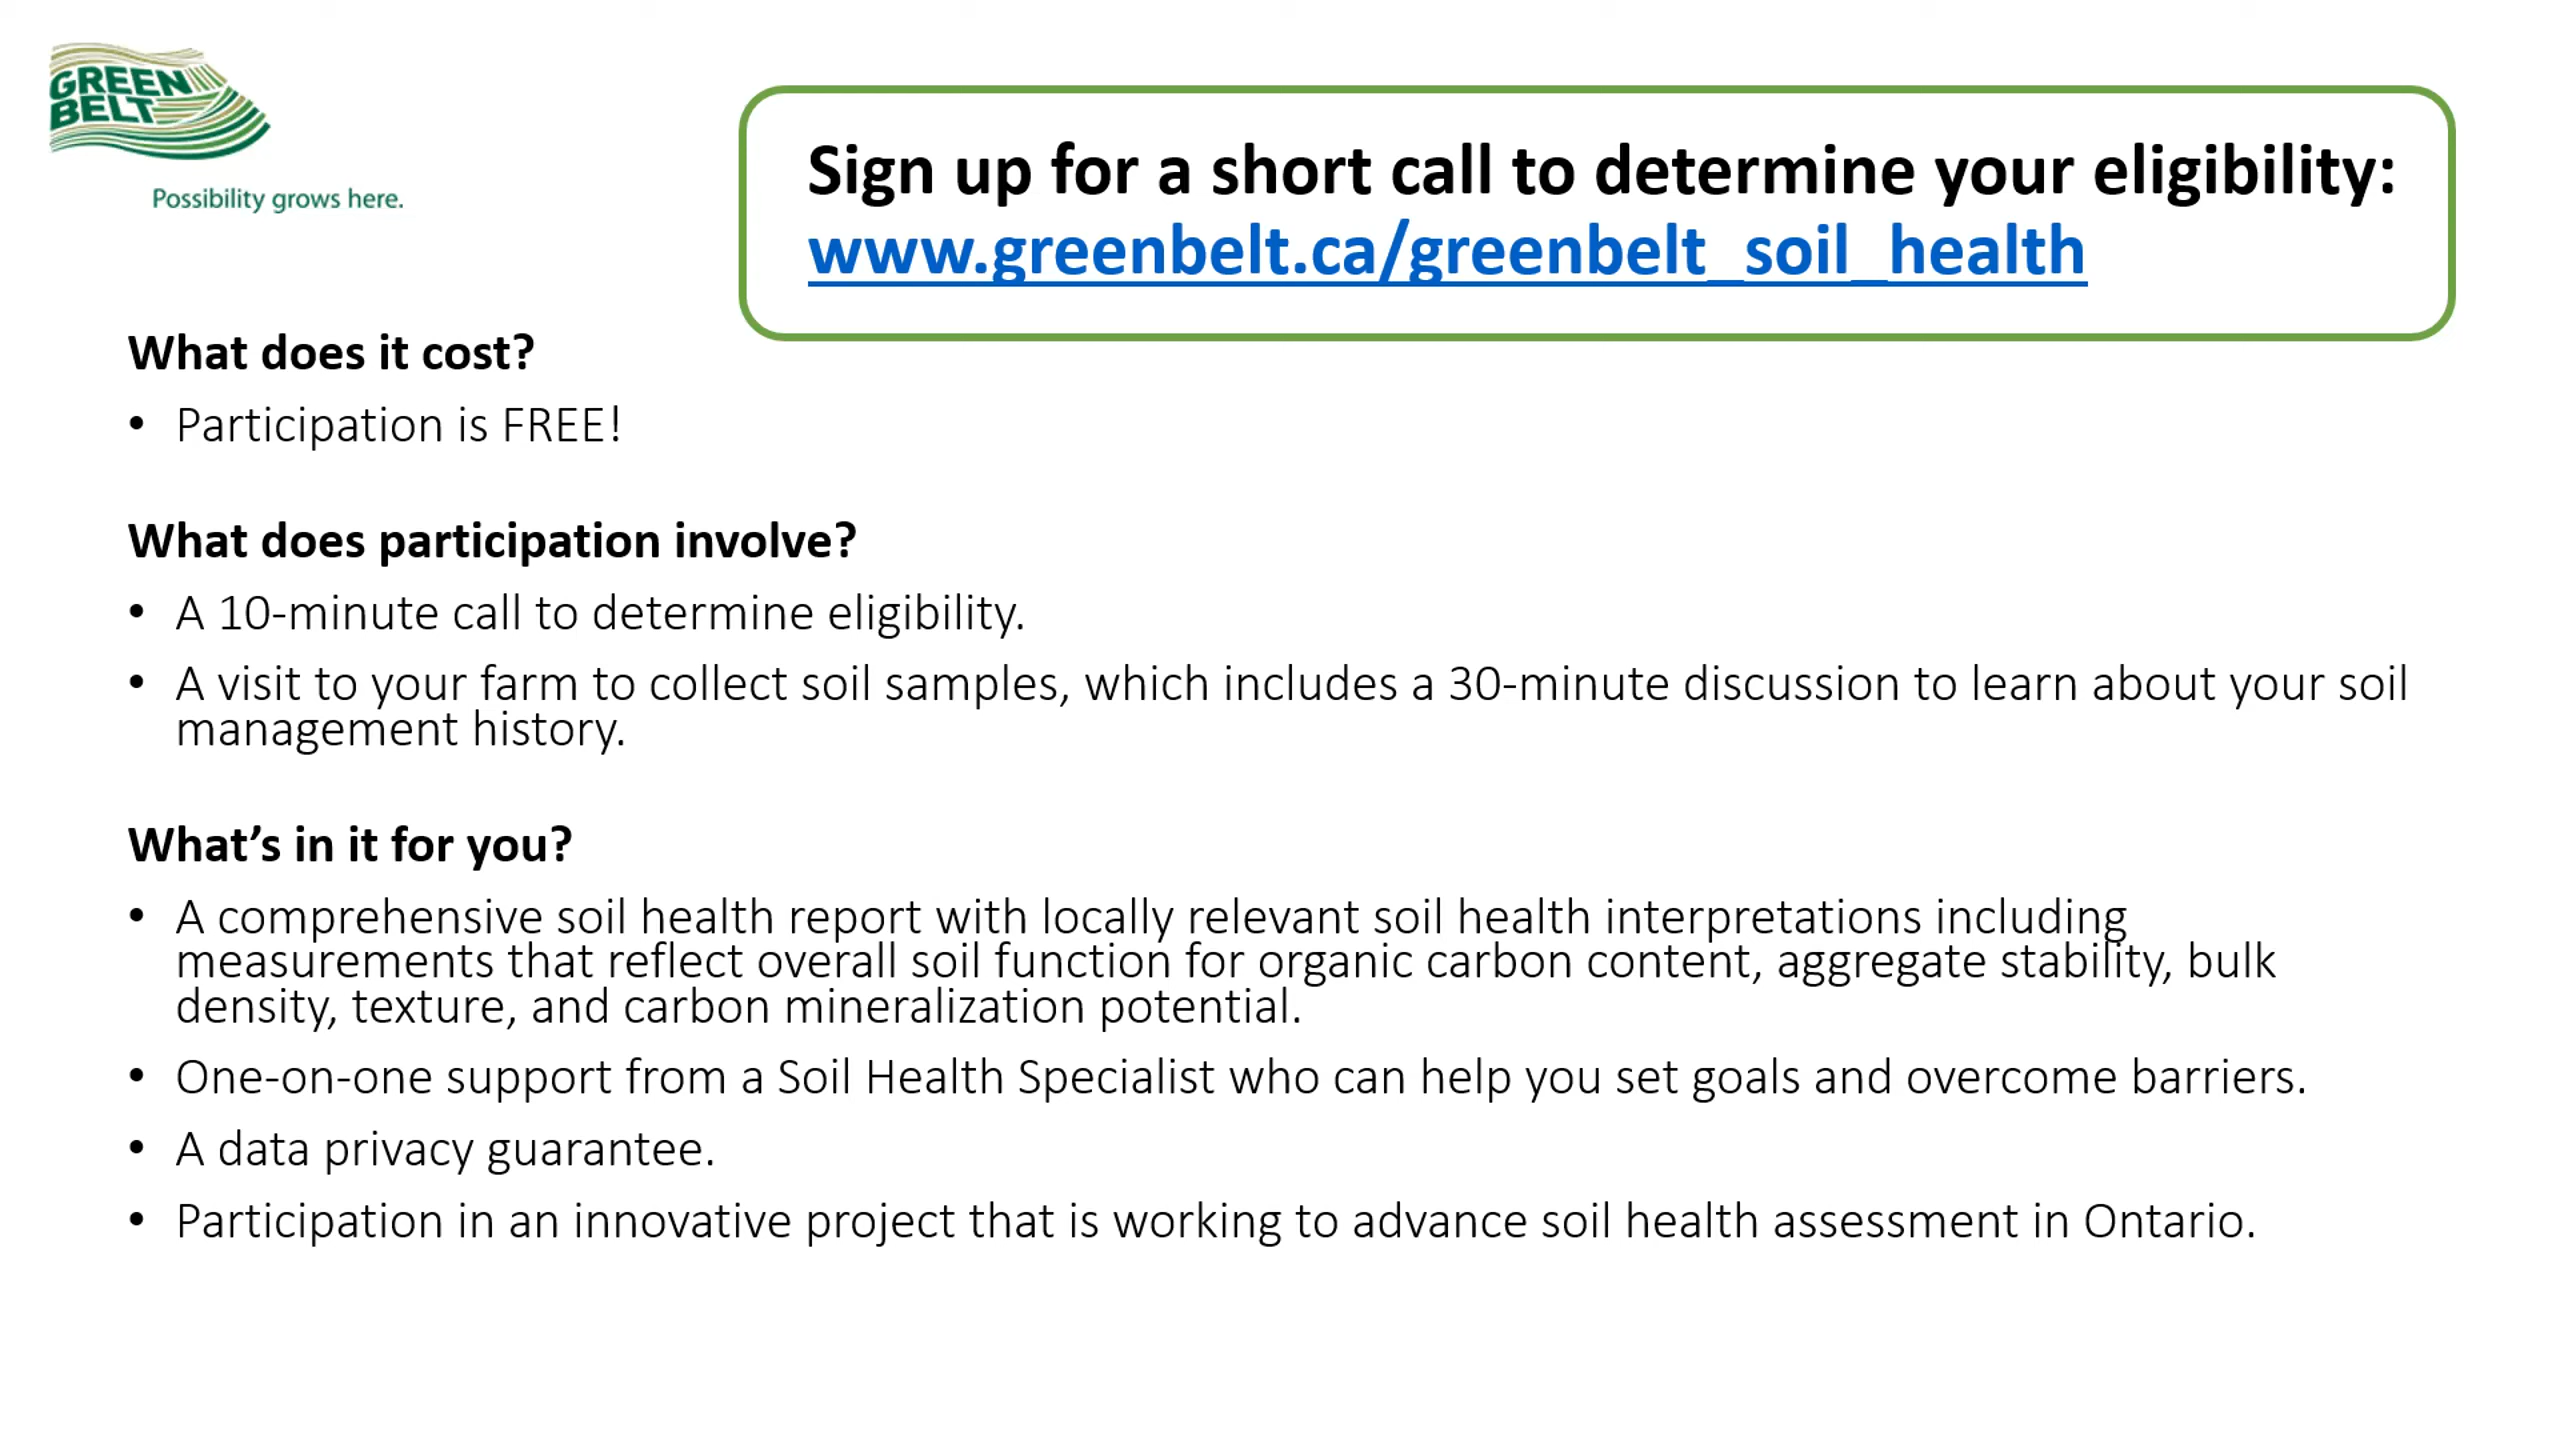 GREEN
BELT
Possibility grows here.
Sign up for a short call to determine your eligibility:
www.greenbelt.ca/greenbelt_soil_health
What does it cost?
• Participation is FREE!
What does participation involve?
• A 10-minute call to determine eligibility.
• A visit to your farm to collect soil samples, which includes a 30-minute discussion to learn about your soil
management history.
What’s in it for you?
• A comprehensive soil health report with locally relevant soil health interpretations including
measurements that reflect overall soil function for organic carbon content, aggregate stability, bulk
density, texture, and carbon mineralization potential.
• One-on-one support from a Soil Health Specialist who can help you set goals and overcome barriers.
• A data privacy guarantee.
• Participation in an innovative project that is working to advance soil health assessment in Ontario.